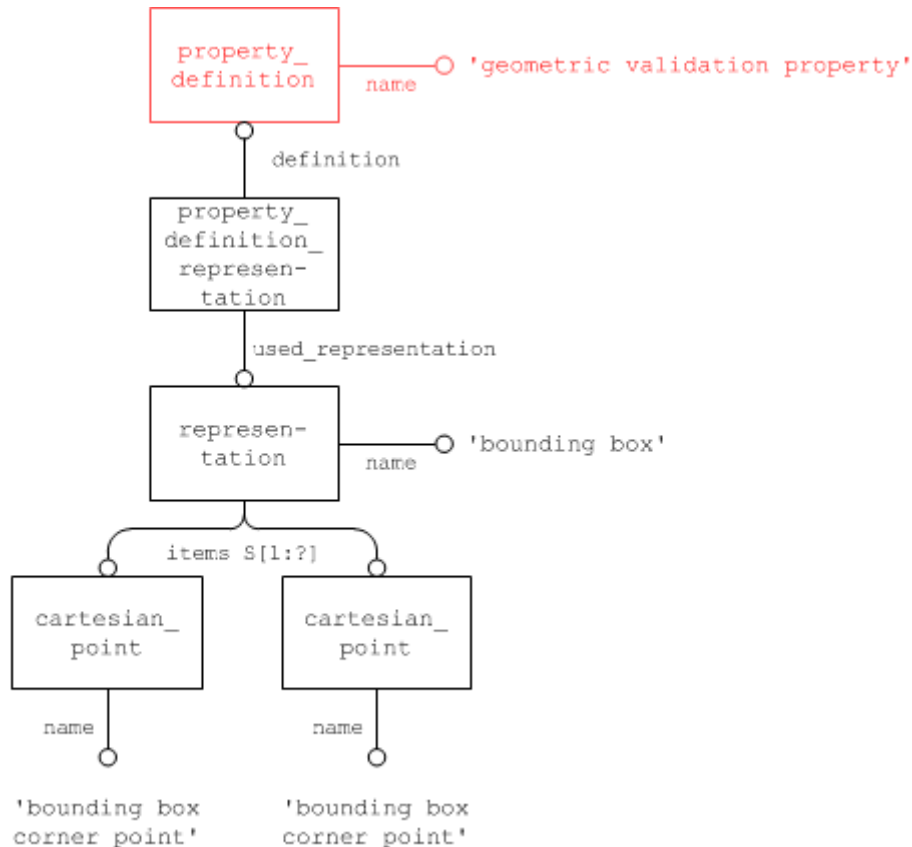 property_
definition
name
'geometric validation property'
definition
property_
definition_
represen-
tation
used_representation
represen-
tation
name
'bounding box'
items S[1:?]
cartesian_
point
cartesian_
point
name
name
'bounding box
corner point'
'bounding box
corner point'